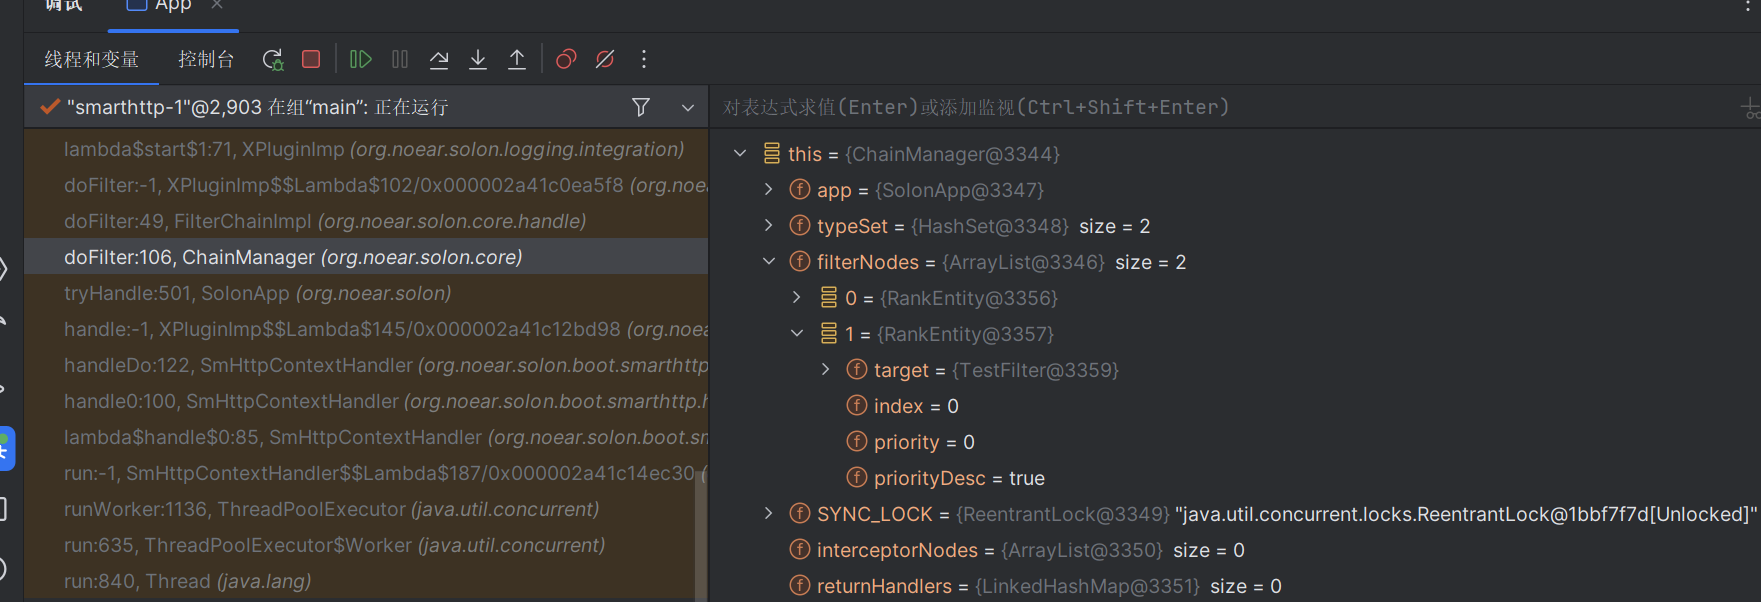 调试
App
线程和变量
控制台
"smarthttp-1"@2,903 在组“main”: 正在运行
对表达式求值(Enter)或添加监视(Ctrl+Shift+Enter)
lambda$start$1:71, XPluginImp (org.noear.solon.logging.integration)
doFilter:-1, XPluginImp$$Lambda$102/0x000002a41c0ea5f8 (org.noea
doFilter:49, FilterChainImpl (org.noear.solon.core.handle)
doFilter:106, ChainManager (org.noear.solon.core)
tryHandle:501, SolonApp (org.noear.solon)
handle:-1, XPluginImp$$Lambda$145/0x000002a41c12bd98 (org.noea
handleDo:122, SmHttpContextHandler (org.noear.solon.boot.smarthttp
handle0:100, SmHttpContextHandler (org.noear.solon.boot.smarthttp.h
lambda$handle$0:85, SmHttpContextHandler (org.noear.solon.boot.sm
run:-1, SmHttpContextHandler$$Lambda$187/0x000002a41c14ec30 (
runWorker:1136, ThreadPoolExecutor (java.util.concurrent)
run:635, ThreadPoolExecutor$Worker (java.util.concurrent)
run:840, Thread (java.lang)
this = {ChainManager@3344}
app = {SolonApp@3347}
typeSet = {HashSet@3348} size = 2
filterNodes = {ArrayList@3346} size = 2
0 = {RankEntity@3356}
1 = {RankEntity@3357}
target = {TestFilter@3359}
index = 0
priority = 0
priorityDesc = true
SYNC_LOCK = {ReentrantLock@3349} "java.util.concurrent.locks.ReentrantLock@1bbf7f7d[Unlocked]"
interceptorNodes = {ArrayList@3350} size = 0
returnHandlers = {LinkedHashMap@3351} size = 0